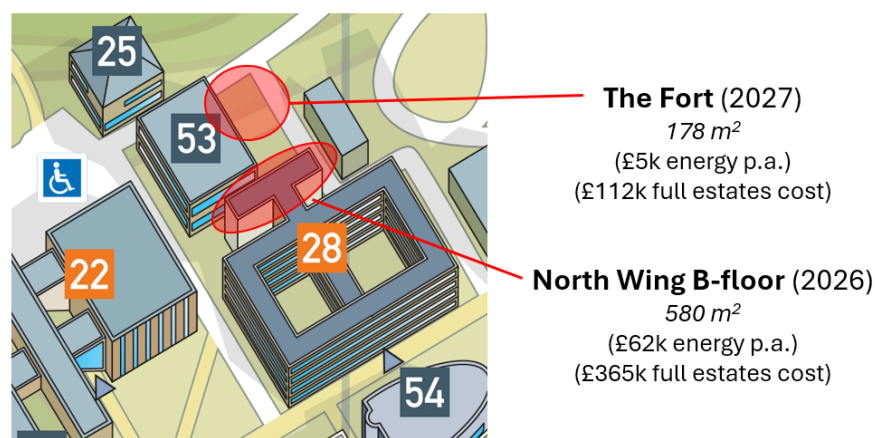 25
53
28
22
54
The Fort (2027)
178 m²
(£5k energy p.a.)
(£112k full estates cost)
North Wing B-floor (2026)
580 m²
(£62k energy p.a.)
(£365k full estates cost)